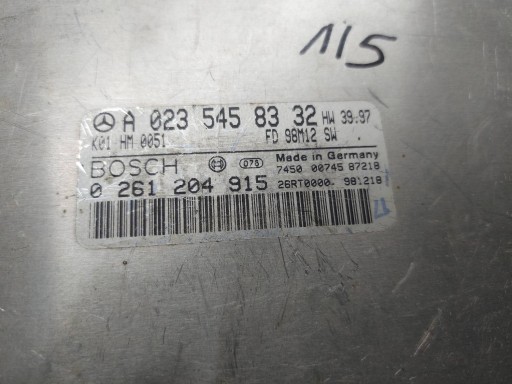 115
A 023 545 83 32 HW 39.97
K01 HM 0051 FD 98M12 SW
BOSCH 075 Made in Germany
7450 00745 87218
0 261 204 915 26RT0000 981218